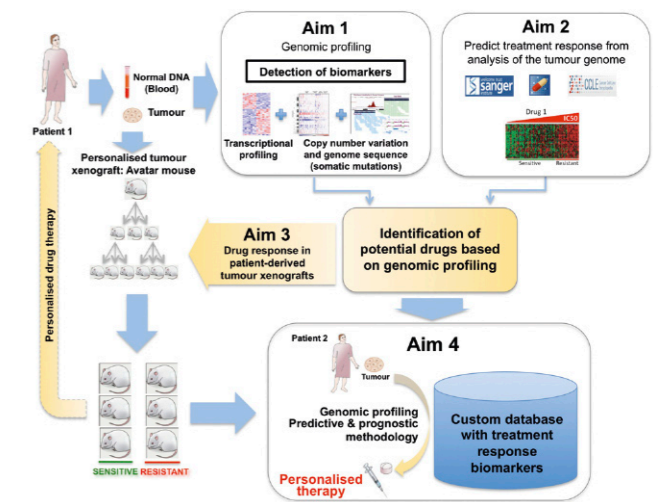 Patient 1
Normal DNA
(Blood)
Tumour
Aim 1
Genomic profiling
Detection of biomarkers
Transcriptional
profiling
Copy number variation
and genome sequence
(somatic mutations)
Aim 2
Predict treatment response from
analysis of the tumour genome
sanger
CCLE
Drug 1
IC50
Sensitive
Resistant
Personalised tumour
xenograft: Avatar mouse
Aim 3
Drug response in
patient-derived
tumour xenografts
Identification of
potential drugs based
on genomic profiling
Personalised drug therapy
SENSITIVE
RESISTANT
Patient 2
Tumour
Aim 4
Genomic profiling
Predictive & prognostic
methodology
Personalised
therapy
Custom database
with treatment
response
biomarkers